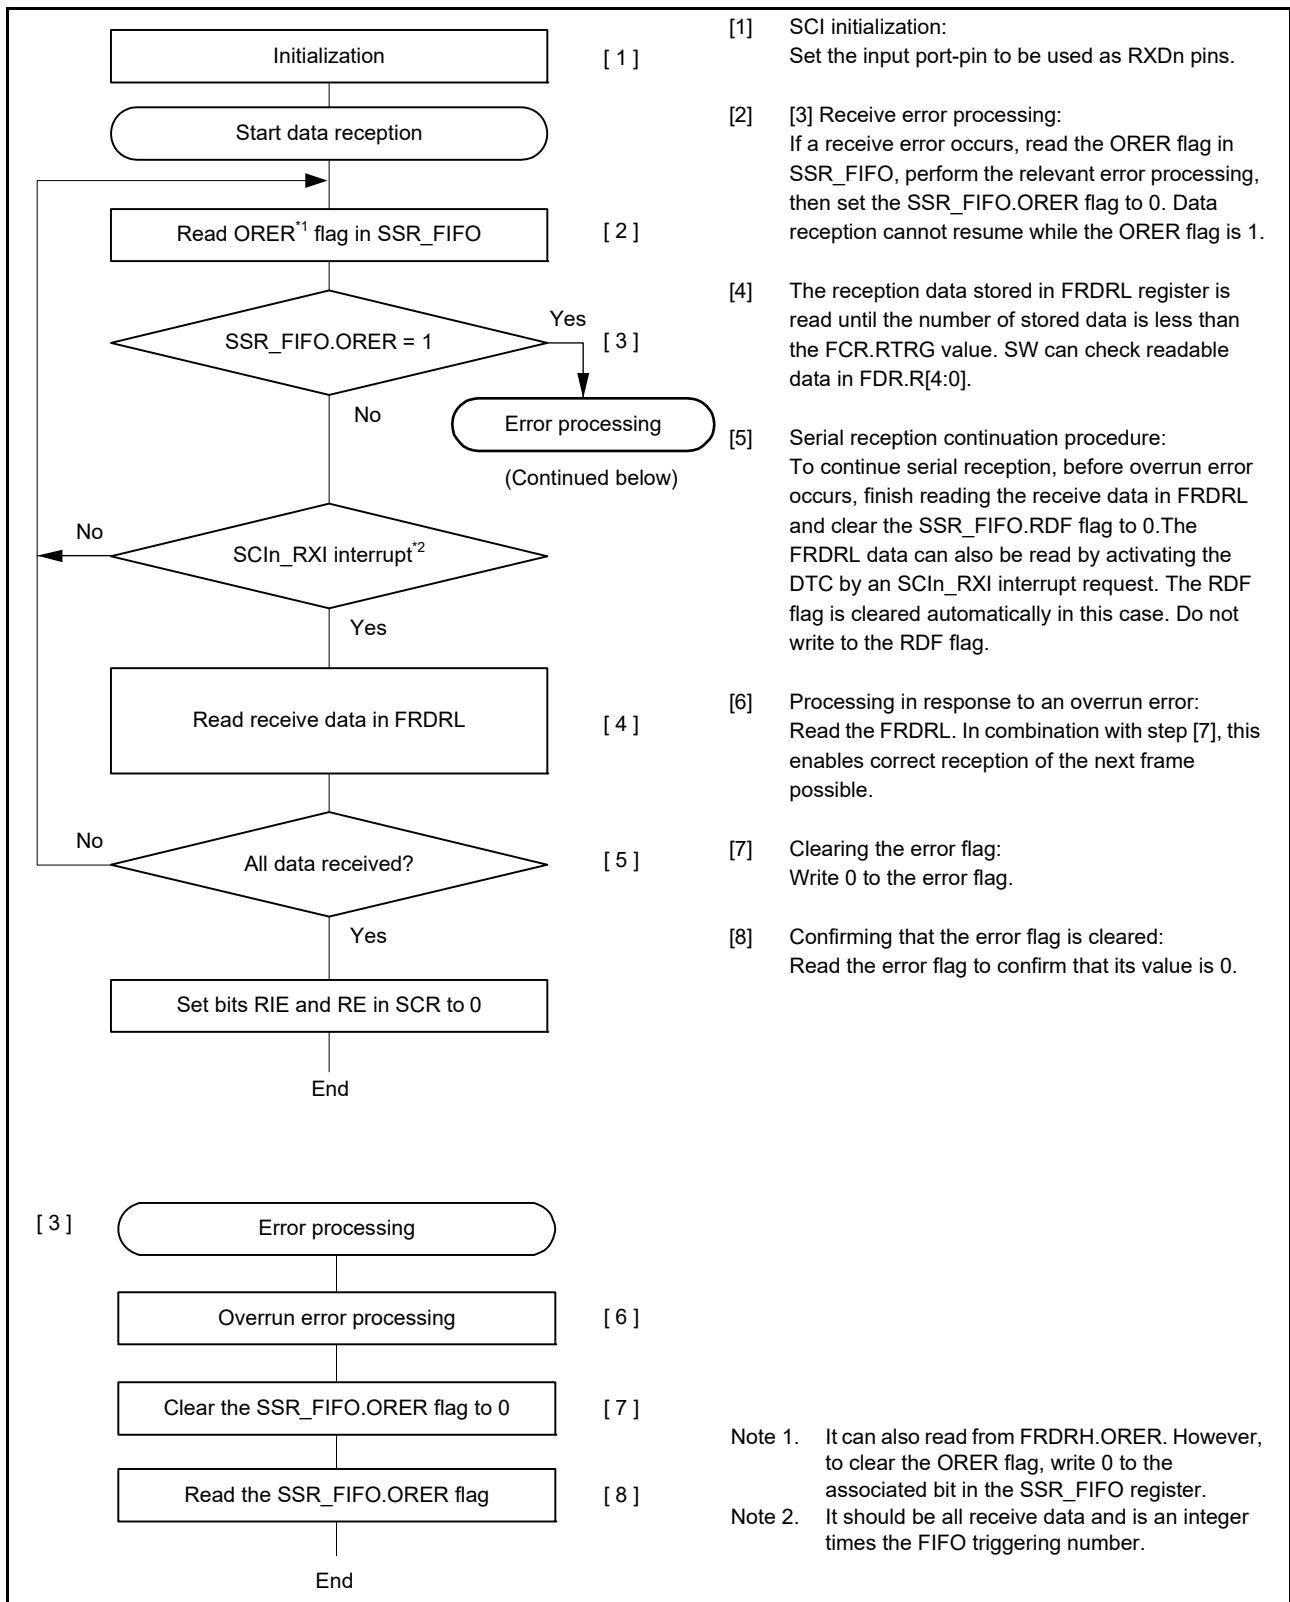 Initialization
[ 1 ]
Start data reception
Read ORER*1 flag in SSR_FIFO
[ 2 ]
SSR_FIFO.ORER = 1
Yes
[ 3 ]
No
Error processing
(Continued below)
No
SCIn_RXI interrupt*2
Yes
Read receive data in FRDRL
[ 4 ]
No
All data received?
[ 5 ]
Yes
Set bits RIE and RE in SCR to 0
End
[1] SCI initialization:
Set the input port-pin to be used as RXDn pins.
[2] [3] Receive error processing:
If a receive error occurs, read the ORER flag in
SSR_FIFO, perform the relevant error processing,
then set the SSR_FIFO.ORER flag to 0. Data
reception cannot resume while the ORER flag is 1.
[4] The reception data stored in FRDRL register is
read until the number of stored data is less than
the FCR.RTRG value. SW can check readable
data in FDR.R[4:0].
[5] Serial reception continuation procedure:
To continue serial reception, before overrun error
occurs, finish reading the receive data in FRDRL
and clear the SSR_FIFO.RDF flag to 0.The
FRDRL data can also be read by activating the
DTC by an SCIn_RXI interrupt request. The RDF
flag is cleared automatically in this case. Do not
write to the RDF flag.
[6] Processing in response to an overrun error:
Read the FRDRL. In combination with step [7], this
enables correct reception of the next frame
possible.
[7] Clearing the error flag:
Write 0 to the error flag.
[8] Confirming that the error flag is cleared:
Read the error flag to confirm that its value is 0.
[ 3 ]
Error processing
Overrun error processing
[ 6 ]
Clear the SSR_FIFO.ORER flag to 0
[ 7 ]
Read the SSR_FIFO.ORER flag
[ 8 ]
End
Note 1. It can also read from FRDRH.ORER. However,
to clear the ORER flag, write 0 to the
associated bit in the SSR_FIFO register.
Note 2. It should be all receive data and is an integer
times the FIFO triggering number.